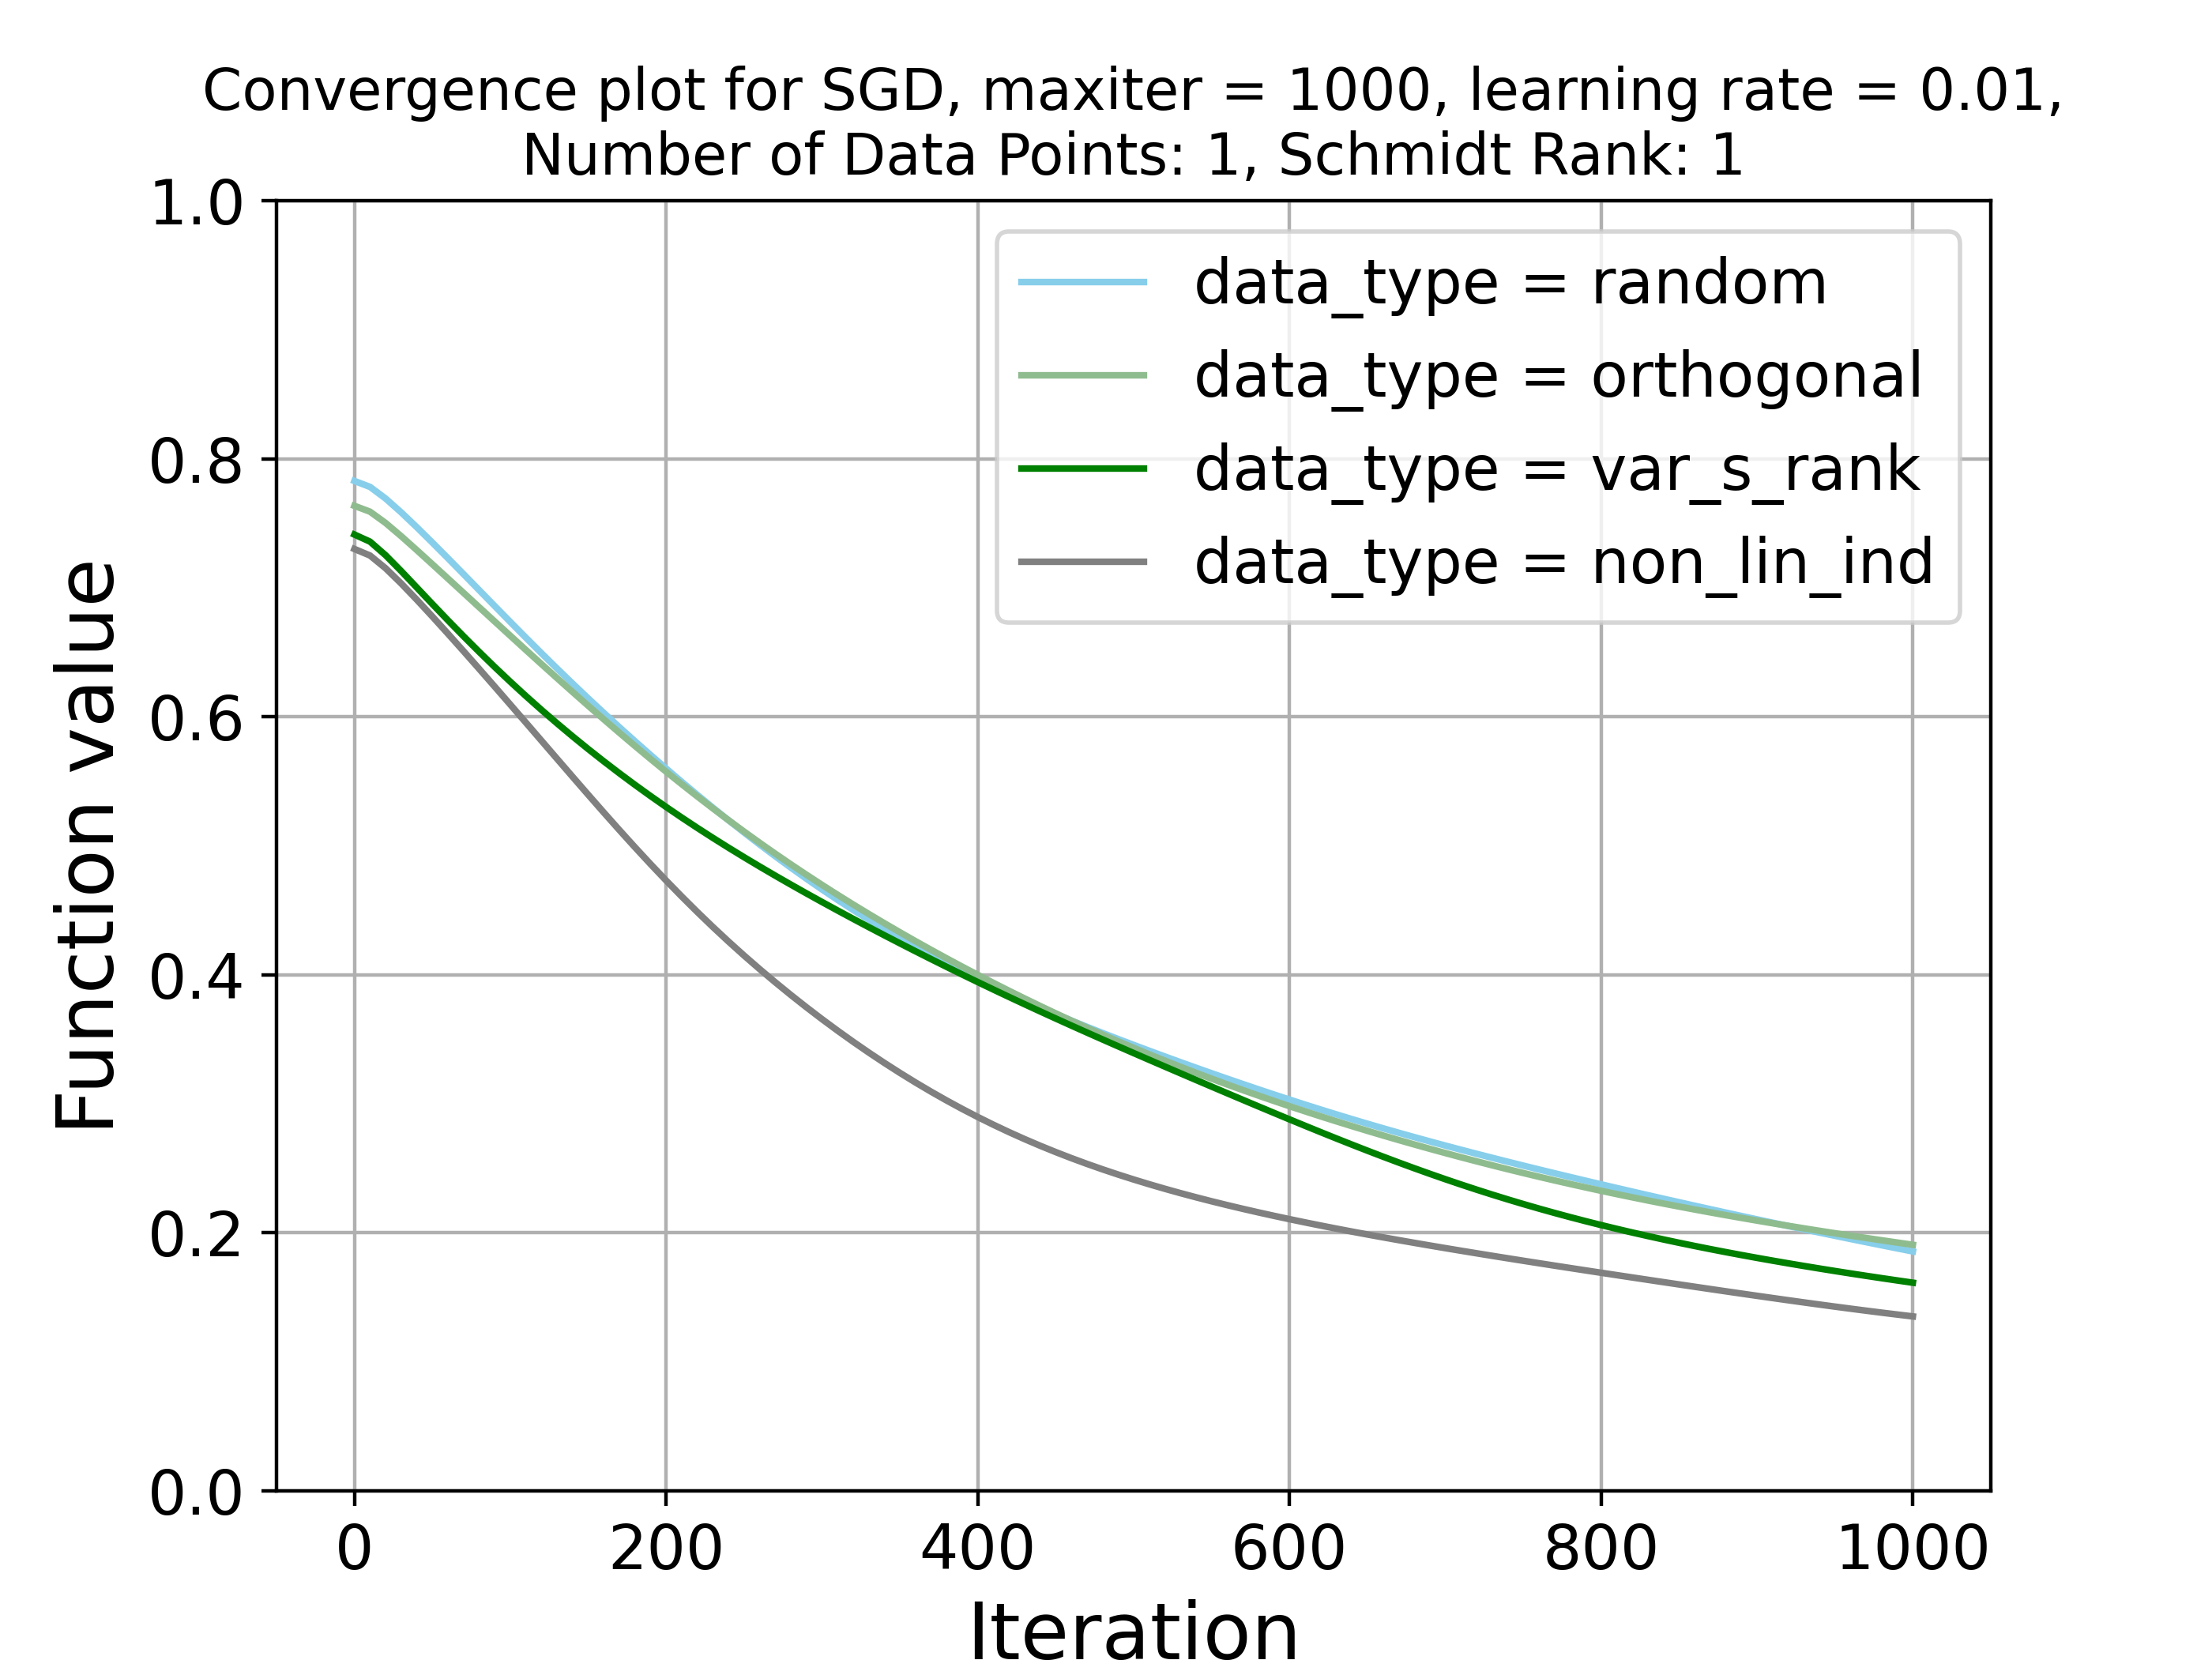 Convergence plot for SGD, maxiter = 1000, learning rate = 0.01,
Number of Data Points: 1, Schmidt Rank: 1
1.0
0.8
0.6
0.4
0.2
0.0
Function value
data_type = random
data_type = orthogonal
data_type = var_s_rank
data_type = non_lin_ind
0 200 400 600 800 1000
Iteration